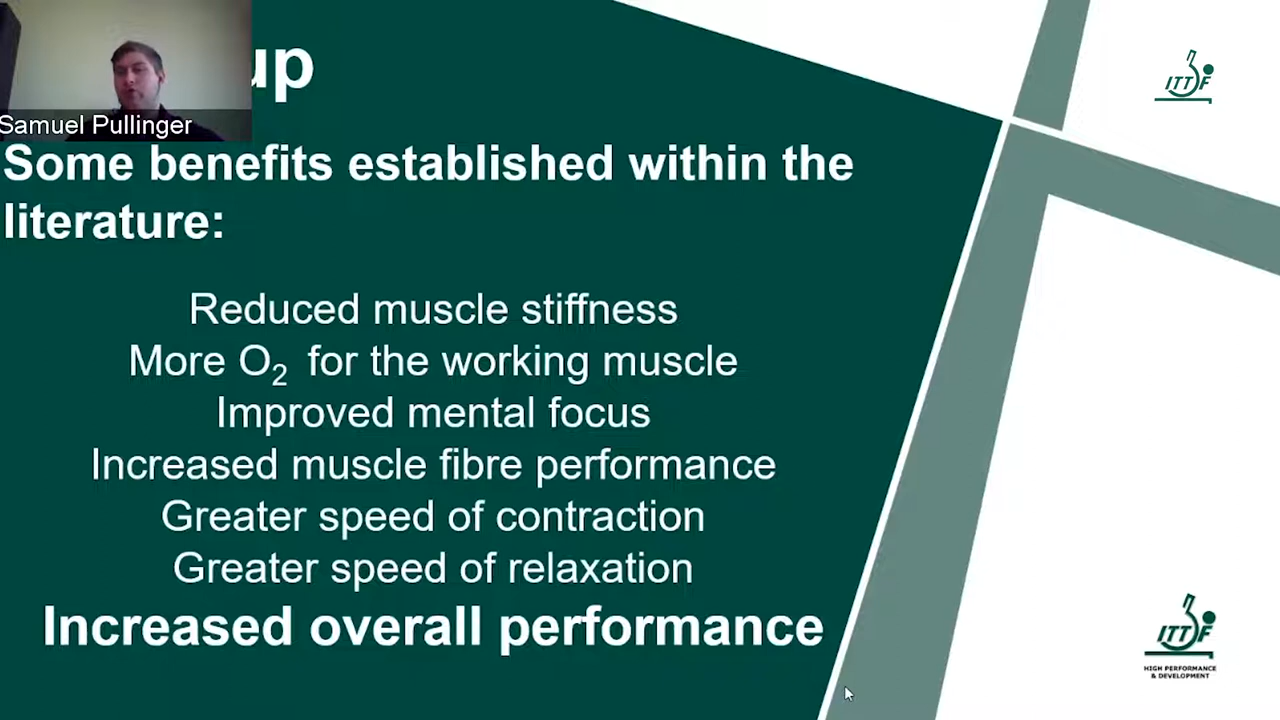 up
Samuel Pullinger
Some benefits established within the
literature:
Reduced muscle stiffness
More O₂ for the working muscle
Improved mental focus
Increased muscle fibre performance
Greater speed of contraction
Greater speed of relaxation
Increased overall performance
ITTF
ITTF
HIGH PERFORMANCE
& DEVELOPMENT